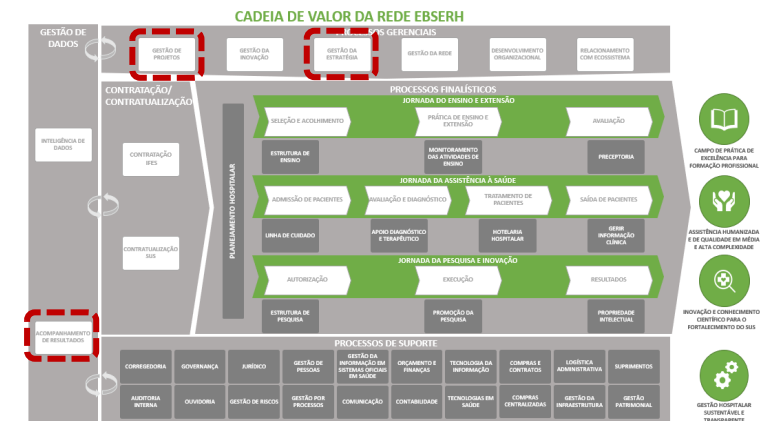 CADEIA DE VALOR DA REDE EBSERH
GESTÃO DE
DADOS
INTELIGÊNCIA DE
DADOS
ACOMPANHAMENTO
DE RESULTADOS
GERENCIAIS
GESTÃO DE
PROJETOS
GESTÃO DA
INOVAÇÃO
GESTÃO DA
ESTRATÉGIA
GESTÃO DA REDE
DESENVOLVIMENTO
ORGANIZACIONAL
RELACIONAMENTO
COM ECOSSISTEMA
CONTRATAÇÃO/
CONTRATUALIZAÇÃO
CONTRATAÇÃO
IFES
CONTRATUALIZAÇÃO
SUS
PLANEJAMENTO HOSPITALAR
PROCESSOS FINALÍSTICOS
JORNADA DO ENSINO E EXTENSÃO
SELEÇÃO E ACOLHIMENTO
PRÁTICA DE ENSINO E
EXTENSÃO
AVALIAÇÃO
ESTRUTURA DE
ENSINO
MONITORAMENTO
DAS ATIVIDADES DE
ENSINO
PRECEPTORIA
JORNADA DA ASSISTÊNCIA À SAÚDE
ADMISSÃO DE PACIENTES
AVALIAÇÃO E DIAGNÓSTICO
TRATAMENTO DE
PACIENTES
SAÍDA DE PACIENTES
LINHA DE CUIDADO
APOIO DIAGNÓSTICO
E TERAPÊUTICO
HOTELARIA
HOSPITALAR
GERIR
INFORMAÇÃO
CLÍNICA
JORNADA DA PESQUISA E INOVAÇÃO
AUTORIZAÇÃO
EXECUÇÃO
RESULTADOS
ESTRUTURA DE
PESQUISA
PROMOÇÃO DA
PESQUISA
PROPRIEDADE
INTELECTUAL
CAMPO DE PRÁTICA DE
EXCELÊNCIA PARA
FORMAÇÃO PROFISSIONAL
ASSISTÊNCIA HUMANIZADA
E DE QUALIDADE EM MÉDIA
E ALTA COMPLEXIDADE
INOVAÇÃO E CONHECIMENTO
CIENTÍFICO PARA O
FORTALECIMENTO DO SUS
GESTÃO HOSPITALAR
SUSTENTÁVEL E
TRANSPARENTE
PROCESSOS DE SUPORTE
CORREGEDORIA
GOVERNANÇA
JURÍDICO
GESTÃO DE
PESSOAS
GESTÃO DA
INFORMAÇÃO EM
SISTEMAS OFICIAIS
EM SAÚDE
ORÇAMENTO E
FINANÇAS
TECNOLOGIA DA
INFORMAÇÃO
COMPRAS E
CONTRATOS
LOGÍSTICA
ADMINISTRATIVA
SUPRIMENTOS
AUDITORIA
INTERNA
OUVIDORIA
GESTÃO DE RISCOS
GESTÃO POR
PROCESSOS
COMUNICAÇÃO
CONTABILIDADE
TECNOLOGIAS EM
SAÚDE
COMPRAS
CENTRALIZADAS
GESTÃO DA
INFRAESTRUTURA
GESTÃO
PATRIMONIAL